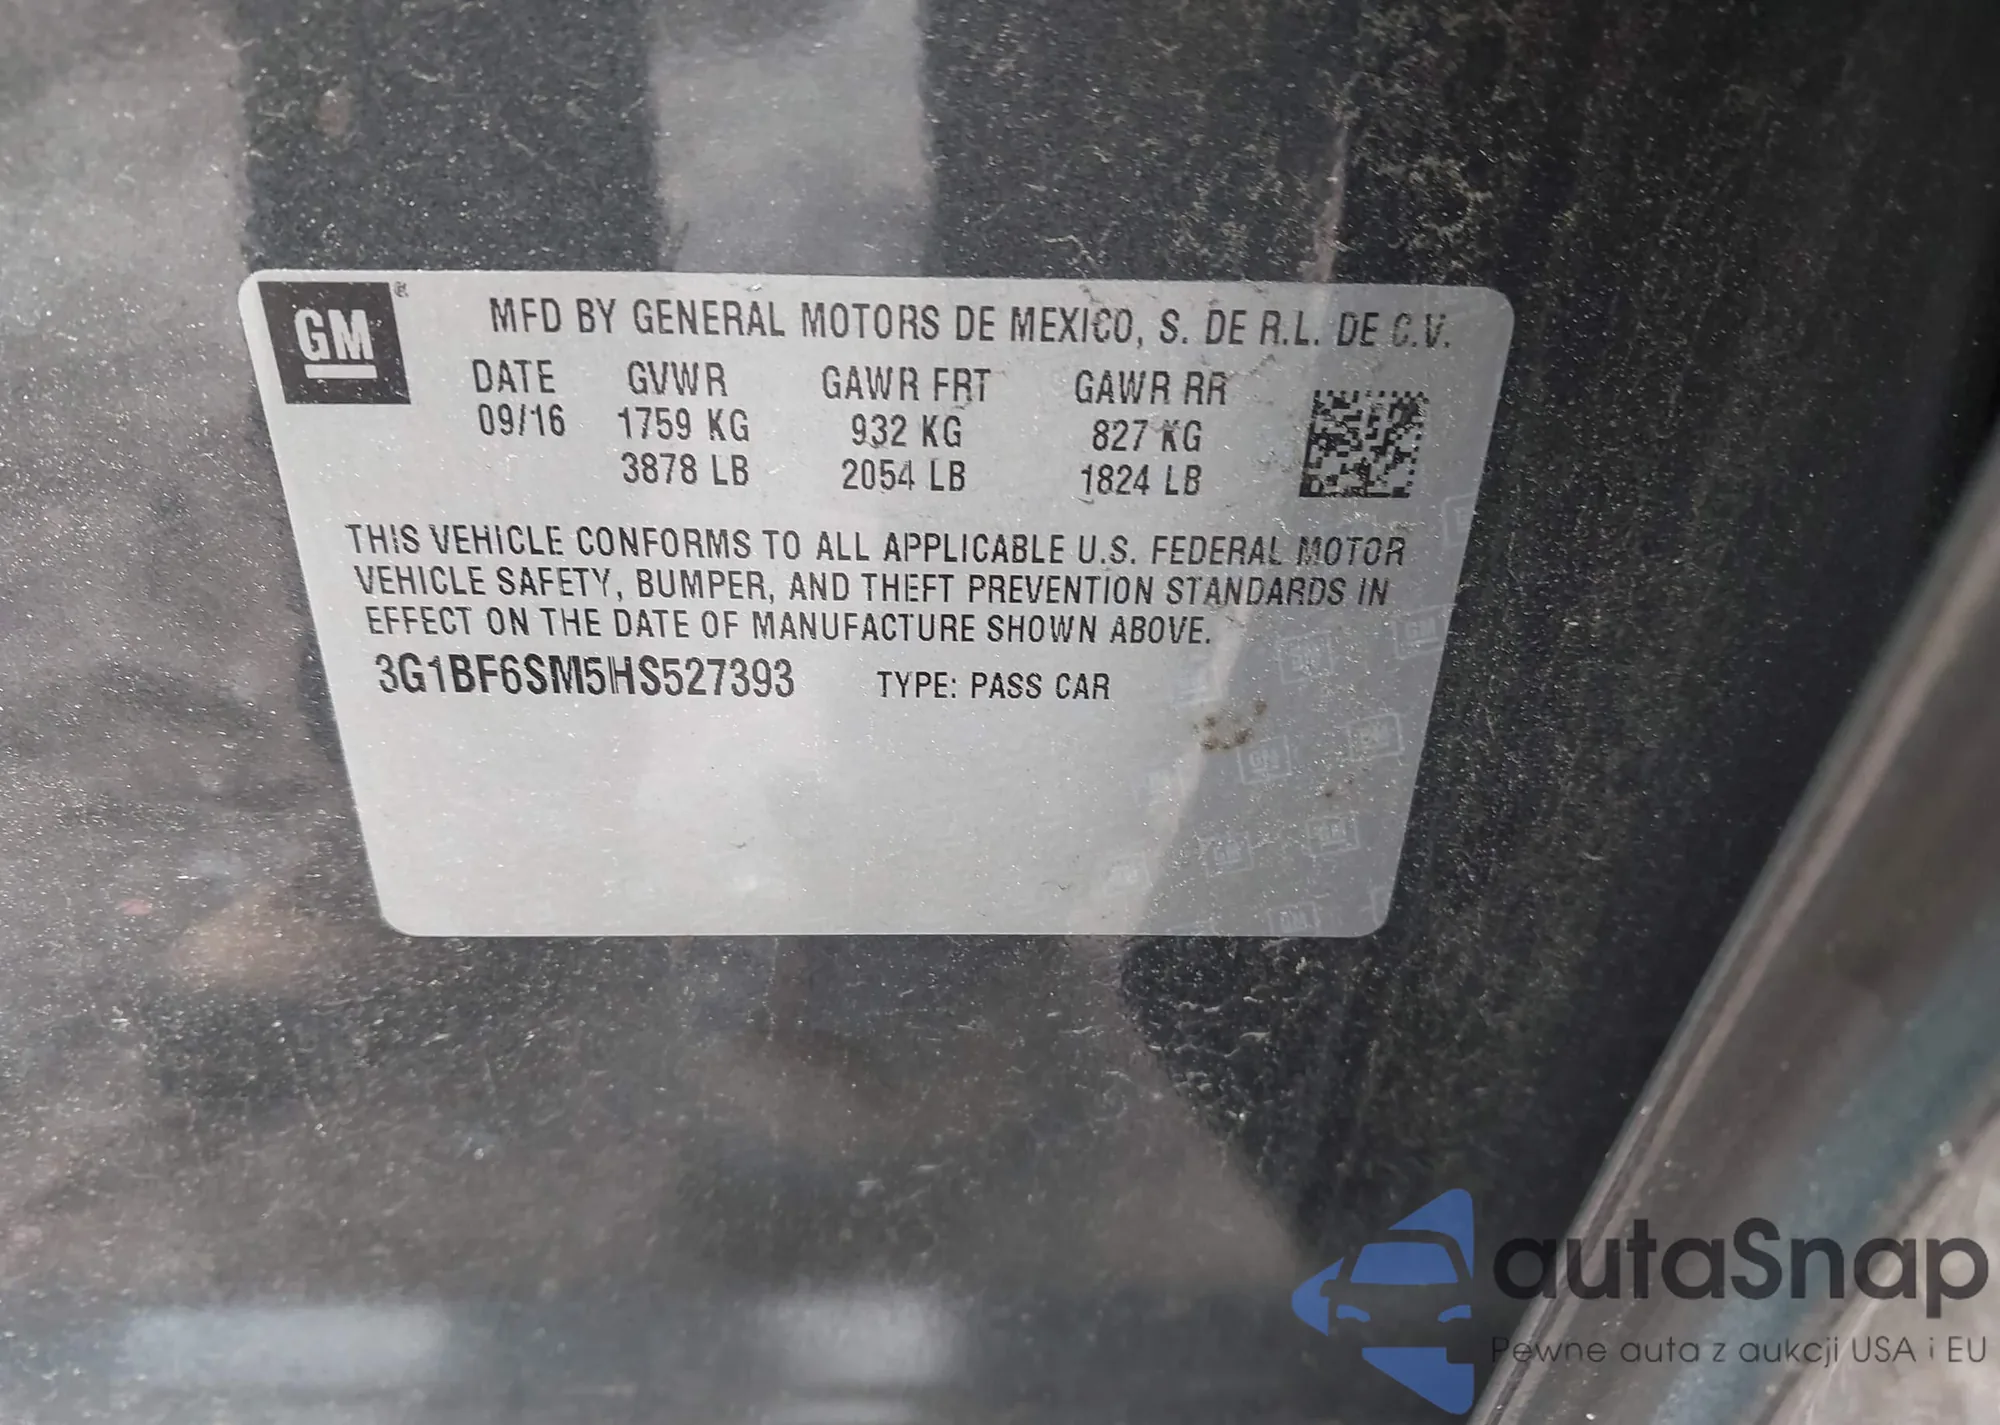 GM ®
MFD BY GENERAL MOTORS DE MEXICO, S. DE R.L. DE C.V.
DATE GVWR GAWR FRT GAWR RR
09/16 1759 KG 932 KG 827 KG
3878 LB 2054 LB 1824 LB
THIS VEHICLE CONFORMS TO ALL APPLICABLE U.S. FEDERAL MOTOR
VEHICLE SAFETY, BUMPER, AND THEFT PREVENTION STANDARDS IN
EFFECT ON THE DATE OF MANUFACTURE SHOWN ABOVE.
3G1BF6SM5HS527393 TYPE: PASS CAR
autaSnap
Pewne auta z aukcji USA i EU